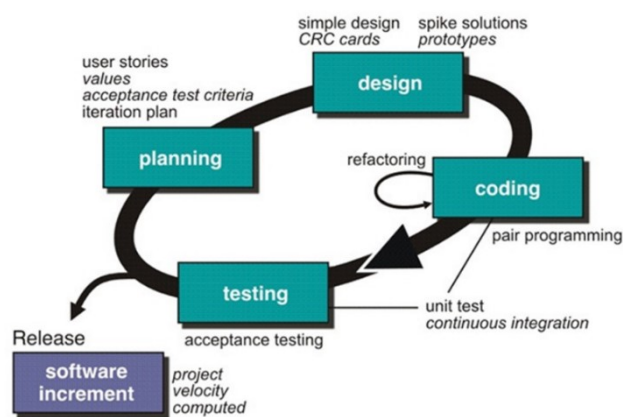 simple design
CRC cards
spike solutions
prototypes
user stories
values
acceptance test criteria
iteration plan
design
planning
refactoring
coding
pair programming
testing
unit test
continuous integration
acceptance testing
Release
software
increment
project
velocity
computed